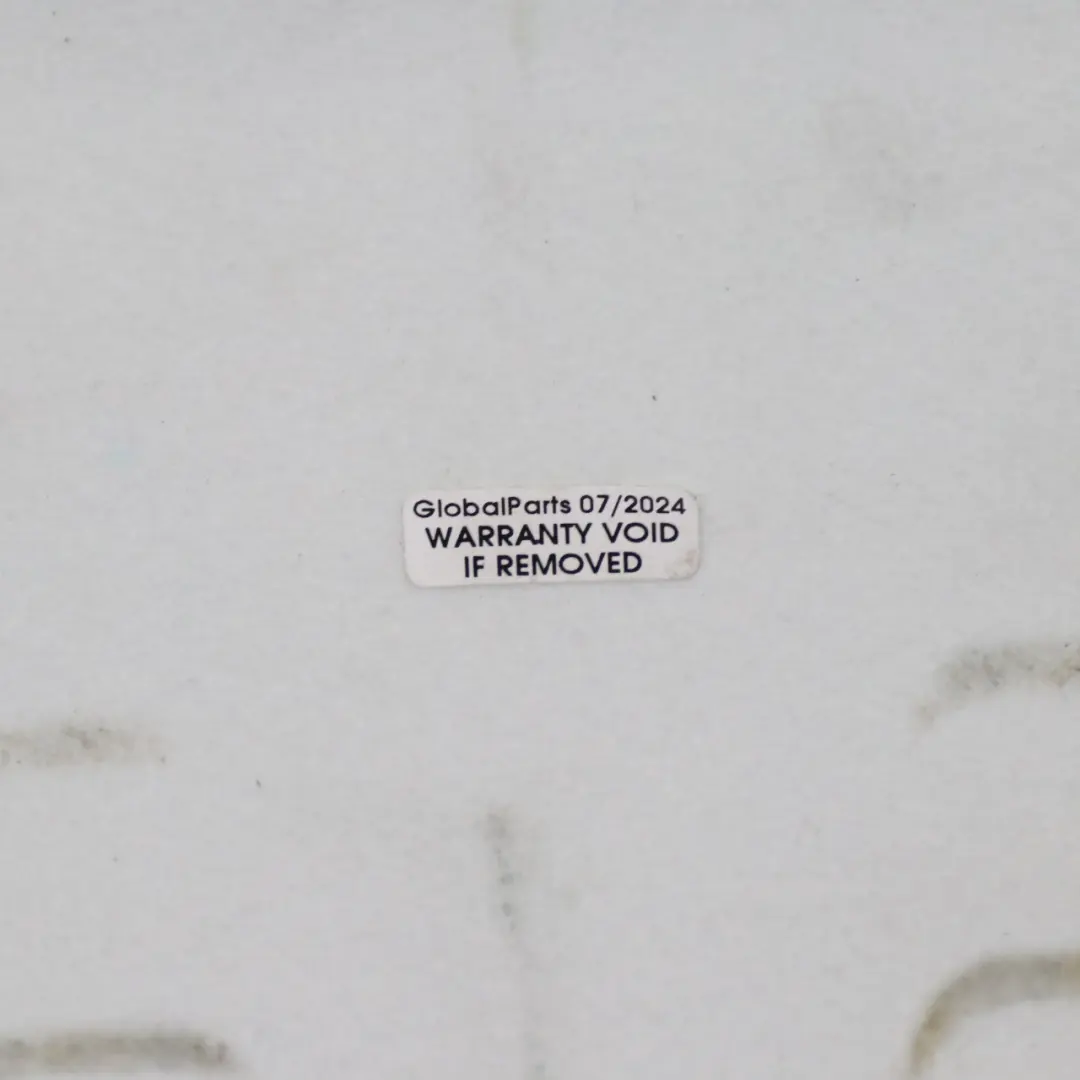 GlobalParts 07/2024
WARRANTY VOID
IF REMOVED